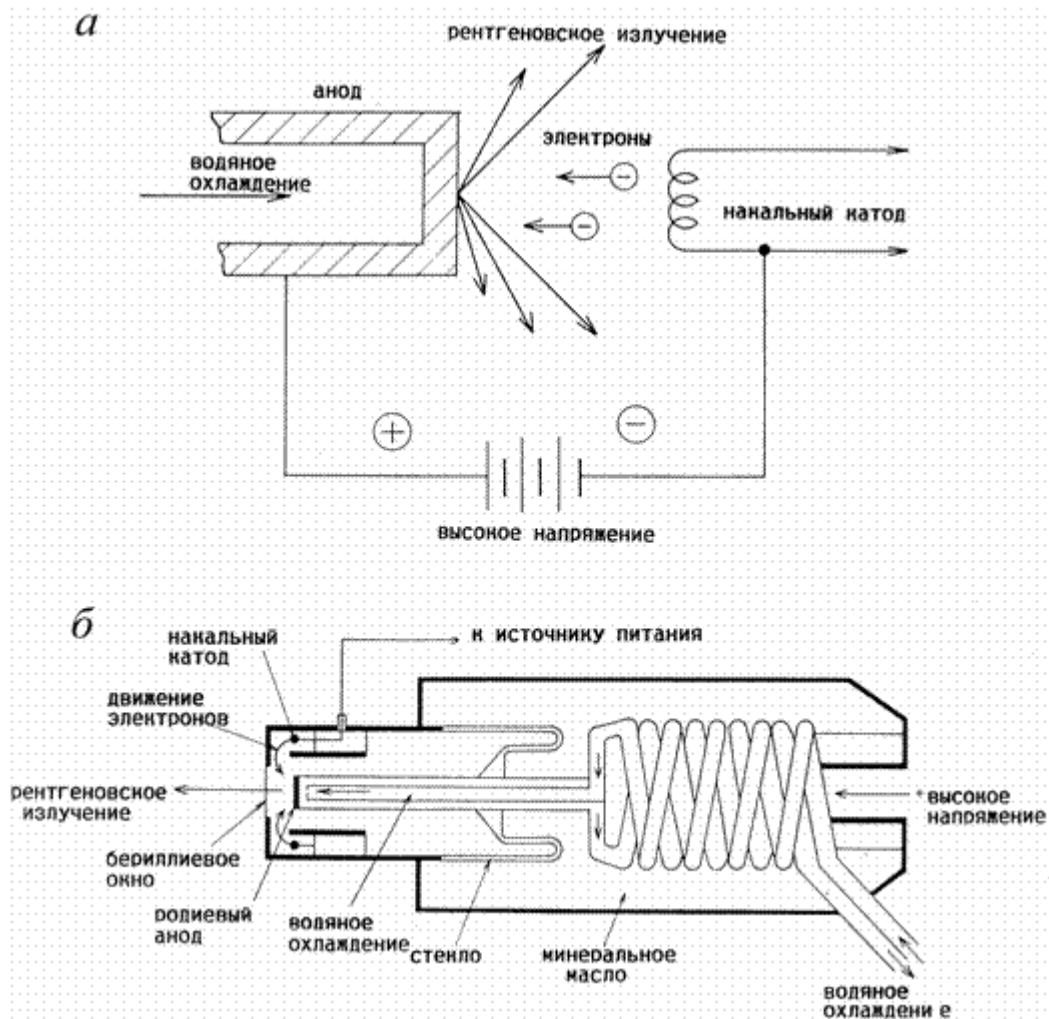 а
рентгеновское излучение
анод
электроны
водяное
охлаждение
накальный катод
+
−
высокое напряжение
б
накальный
катод
к источнику питания
движение
электронов
рентгеновское
излучение
+высокое
напряжение
бериллиевое
окно
родиевый
анод
водяное
охлаждение
стекло
минеральное
масло
водяное
охлаждени е